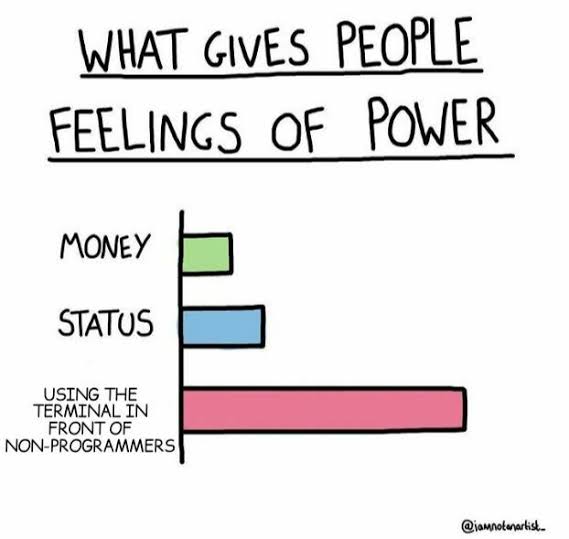 WHAT GIVES PEOPLE
FEELINGS OF POWER
MONEY
STATUS
USING THE
TERMINAL IN
FRONT OF
NON-PROGRAMMERS
@iamnotanartist_